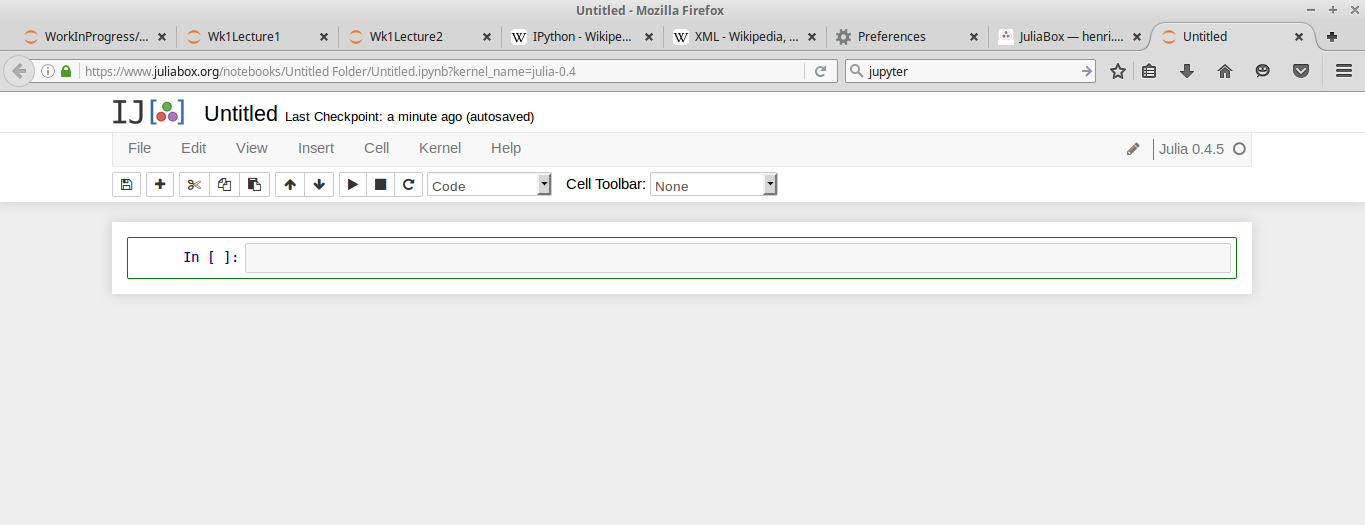 Untitled - Mozilla Firefox
WorkInProgress/... Wk1Lecture1 Wk1Lecture2 IPython - Wikipe... XML - Wikipedia, ... Preferences JuliaBox — henri.... Untitled
https://www.juliabox.org/notebooks/Untitled Folder/Untitled.ipynb?kernel_name=julia-0.4 jupyter
IJ Untitled Last Checkpoint: a minute ago (autosaved)
File Edit View Insert Cell Kernel Help Julia 0.4.5
Code Cell Toolbar: None
In [ ]: